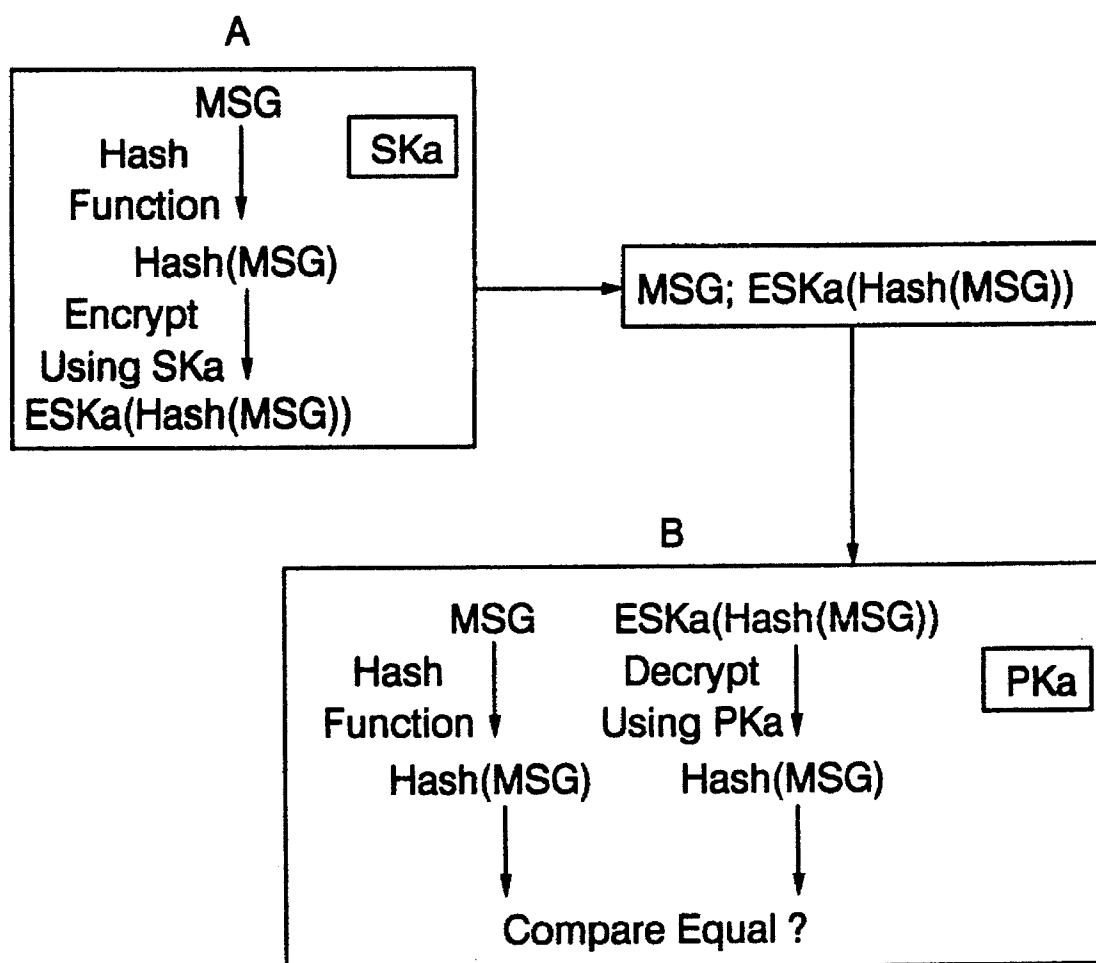 A
MSG
SKa
Hash
Function
Hash(MSG)
Encrypt
Using SKa
ESKa(Hash(MSG))
MSG; ESKa(Hash(MSG))
B
MSG
ESKa(Hash(MSG))
Hash
Function
Decrypt
Using PKa
PKa
Hash(MSG)
Hash(MSG)
Compare Equal ?